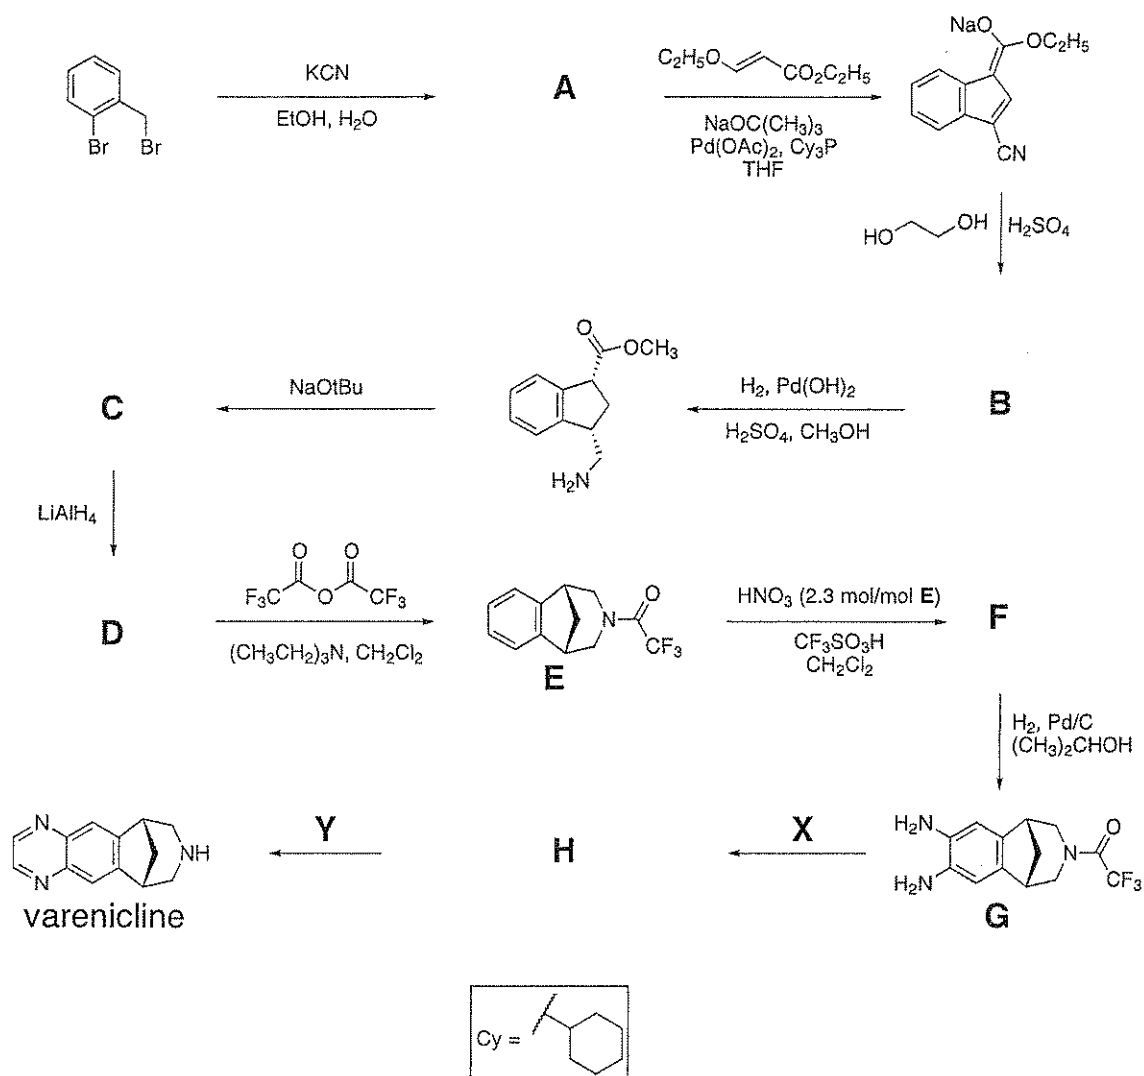 Br
Br
KCN
EtOH, H₂O
A
C₂H₅O
CO₂C₂H₅
NaOC(CH₃)₃
Pd(OAc)₂, Cy₃P
THF
NaO
OC₂H₅
CN
HO
OH
H₂SO₄
B
H₂, Pd(OH)₂
H₂SO₄, CH₃OH
O
OCH₃
H₂N
NaOtBu
C
LiAlH₄
D
O
O
F₃C
O
CF₃
(CH₃CH₂)₃N, CH₂Cl₂
N
O
CF₃
E
HNO₃ (2.3 mol/mol E)
CF₃SO₃H
CH₂Cl₂
F
H₂, Pd/C
(CH₃)₂CHOH
H₂N
H₂N
N
O
CF₃
G
X
H
Y
N
N
NH
varenicline
Cy =